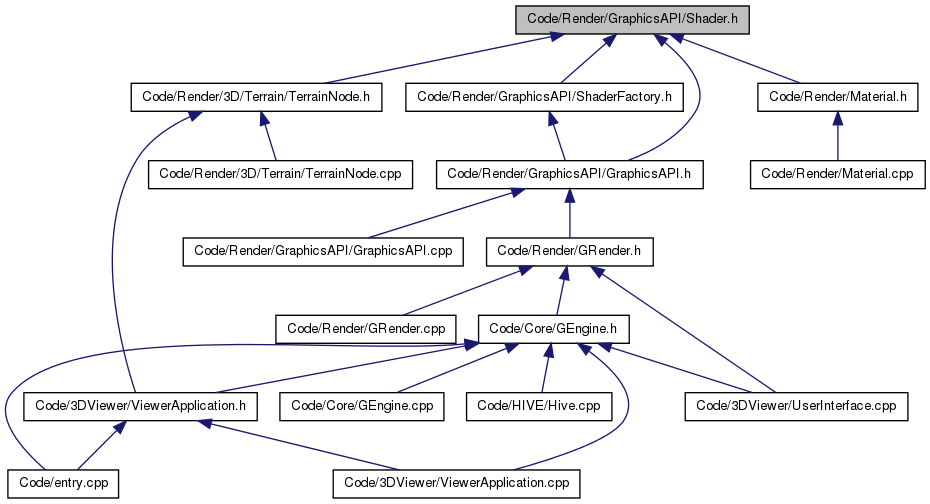 Code/Render/GraphicsAPI/Shader.h
Code/Render/3D/Terrain/TerrainNode.h
Code/Render/GraphicsAPI/ShaderFactory.h
Code/Render/Material.h
Code/Render/3D/Terrain/TerrainNode.cpp
Code/Render/GraphicsAPI/GraphicsAPI.h
Code/Render/Material.cpp
Code/Render/GraphicsAPI/GraphicsAPI.cpp
Code/Render/GRender.h
Code/Render/GRender.cpp
Code/Core/GEngine.h
Code/3DViewer/ViewerApplication.h
Code/Core/GEngine.cpp
Code/HIVE/Hive.cpp
Code/3DViewer/UserInterface.cpp
Code/entry.cpp
Code/3DViewer/ViewerApplication.cpp